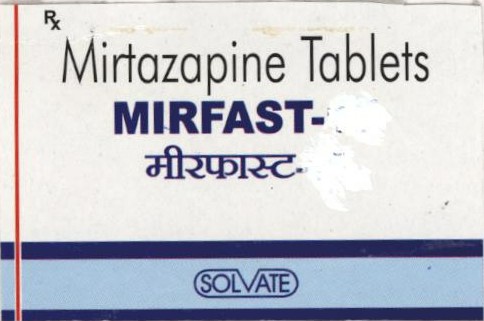 Rx
Mirtazapine Tablets
MIRFAST-
मीरफास्ट-
SOLVATE